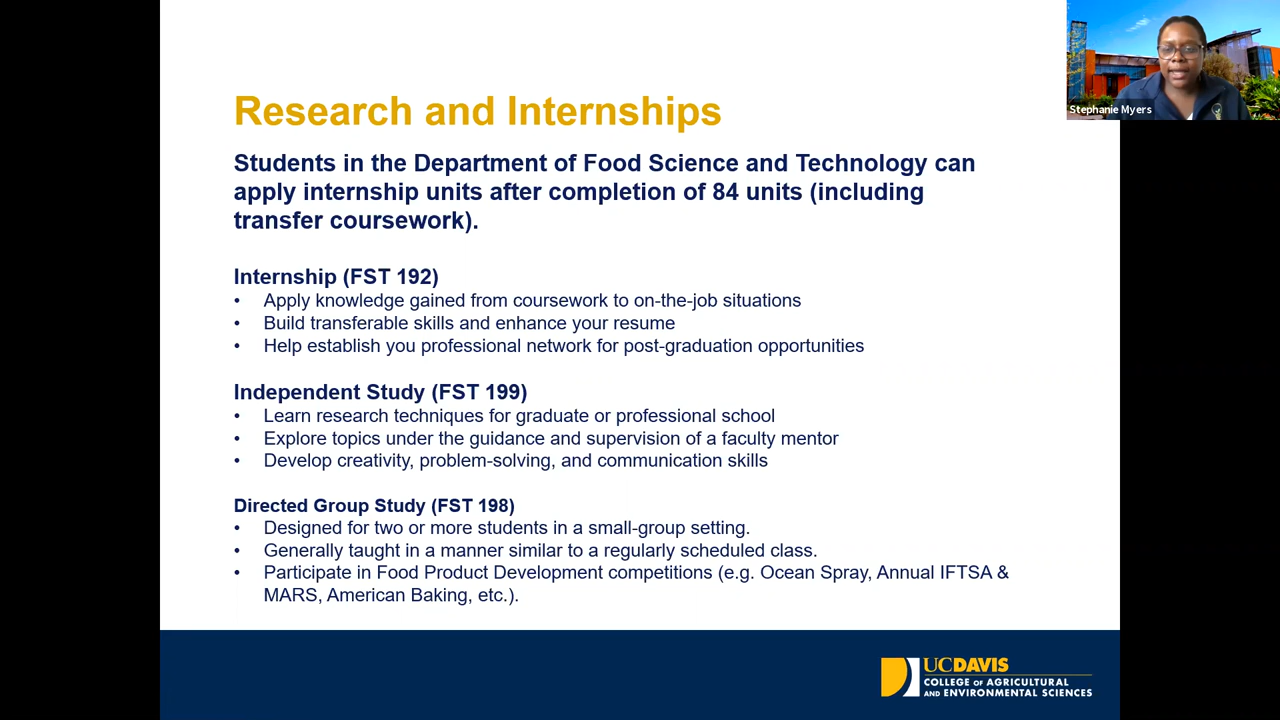 Stephanie Myers
Research and Internships
Students in the Department of Food Science and Technology can
apply internship units after completion of 84 units (including
transfer coursework).
Internship (FST 192)
• Apply knowledge gained from coursework to on-the-job situations
• Build transferable skills and enhance your resume
• Help establish you professional network for post-graduation opportunities
Independent Study (FST 199)
• Learn research techniques for graduate or professional school
• Explore topics under the guidance and supervision of a faculty mentor
• Develop creativity, problem-solving, and communication skills
Directed Group Study (FST 198)
• Designed for two or more students in a small-group setting.
• Generally taught in a manner similar to a regularly scheduled class.
• Participate in Food Product Development competitions (e.g. Ocean Spray, Annual IFTSA &
MARS, American Baking, etc.).
UCDAVIS
COLLEGE OF AGRICULTURAL
AND ENVIRONMENTAL SCIENCES